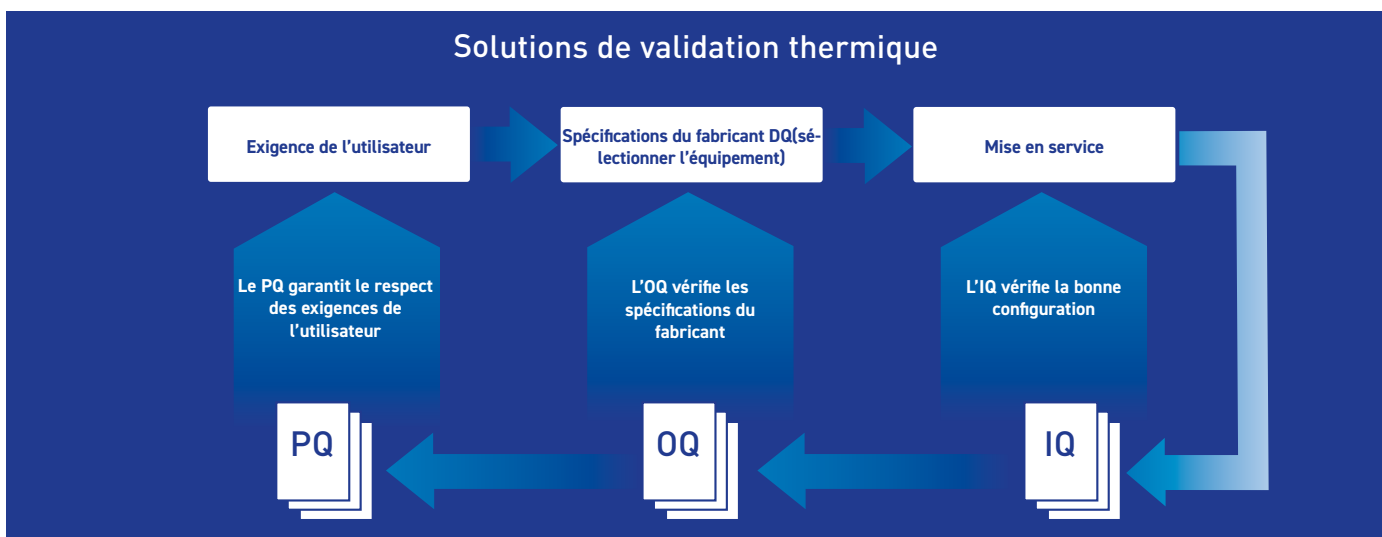 Solutions de validation thermique
Exigence de l’utilisateur
Spécifications du fabricant DQ(sé-
lectionner l’équipement)
Mise en service
Le PQ garantit le respect
des exigences de
l’utilisateur
L’OQ vérifie les
spécifications du
fabricant
L’IQ vérifie la bonne
configuration
PQ
OQ
IQ